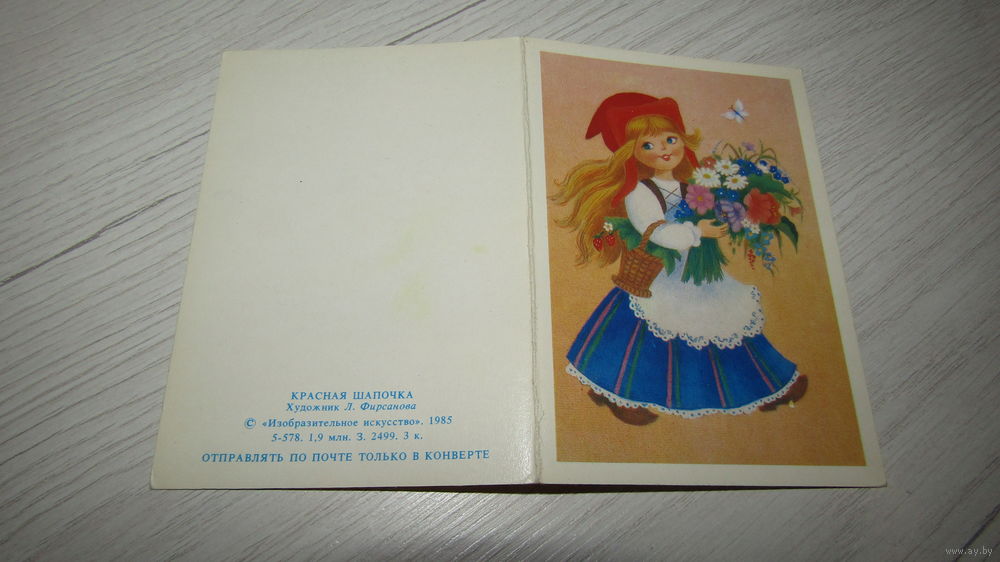 КРАСНАЯ ШАПОЧКА
Художник Л. Фирсанова
© «Изобразительное искусство». 1985
5-578. 1,9 млн. З. 2499. 3 к.
ОТПРАВЛЯТЬ ПО ПОЧТЕ ТОЛЬКО В КОНВЕРТЕ
www.ay.by